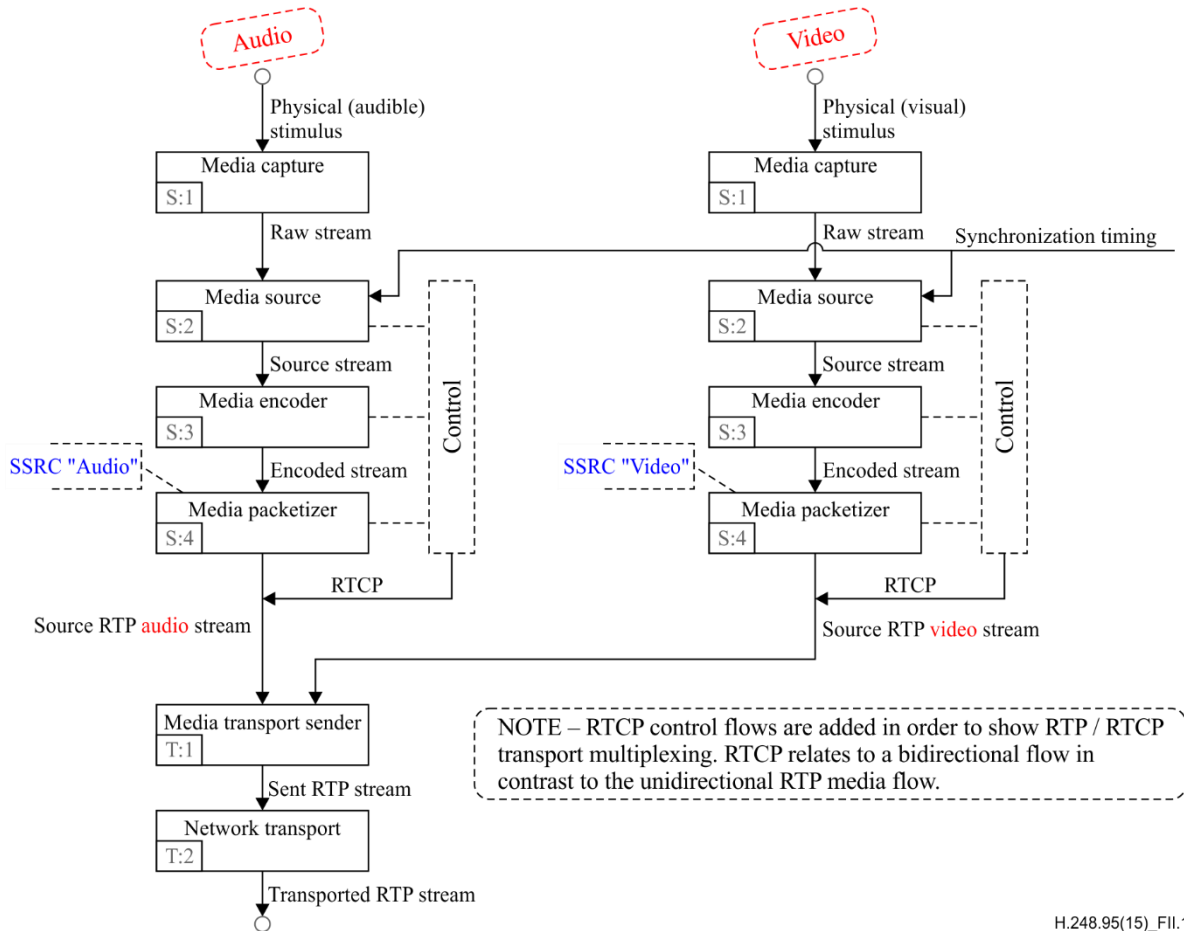 Audio
Video
Physical (audible)
stimulus
Physical (visual)
stimulus
Media capture
S:1
Media capture
S:1
Raw stream
Raw stream
Synchronization timing
Media source
S:2
Media source
S:2
Control
Control
Source stream
Source stream
Media encoder
S:3
Media encoder
S:3
SSRC "Audio"
Encoded stream
SSRC "Video"
Encoded stream
Media packetizer
S:4
Media packetizer
S:4
RTCP
RTCP
Source RTP audio stream
Source RTP video stream
Media transport sender
T:1
NOTE – RTCP control flows are added in order to show RTP / RTCP
transport multiplexing. RTCP relates to a bidirectional flow in
contrast to the unidirectional RTP media flow.
Sent RTP stream
Network transport
T:2
Transported RTP stream
H.248.95(15)_FII.1